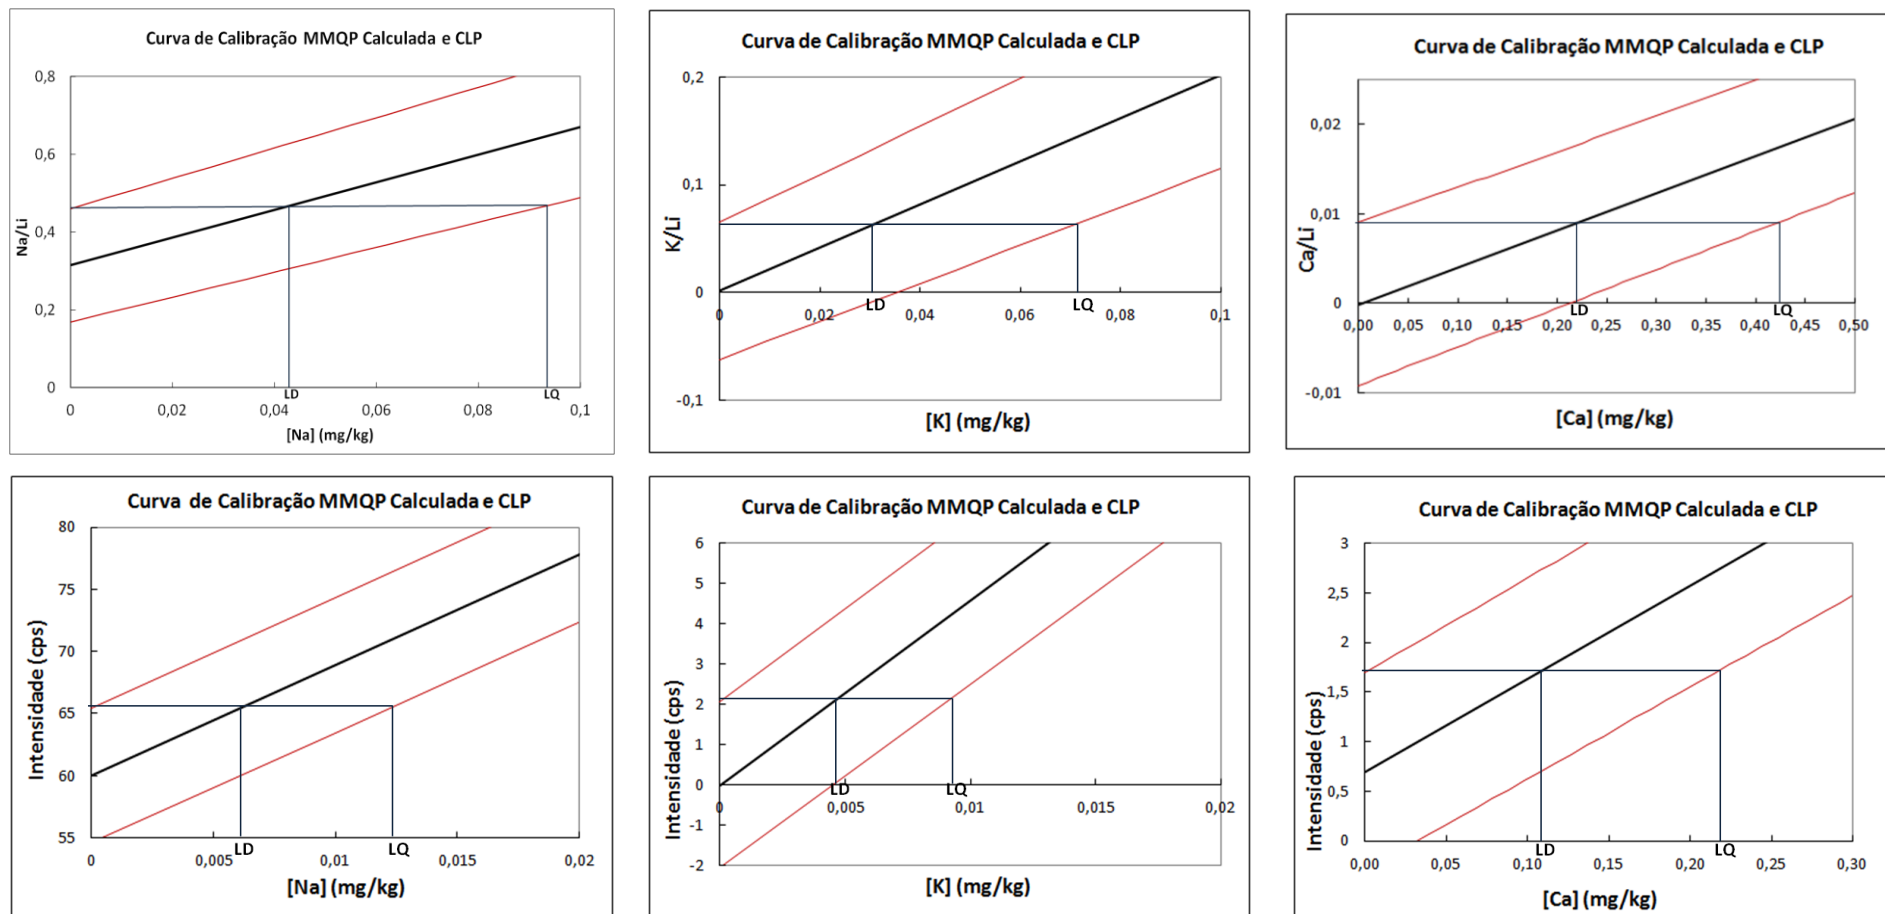 Curva de Calibração MMQP Calculada e CLP
0,8
0,6
0,4
0,2
0
Na/Li
0 0,02 0,04 0,06 0,08 0,1
LD LQ
[Na] (mg/kg)
Curva de Calibração MMQP Calculada e CLP
0,2
0,1
0
-0,1
K/Li
0 0,02 0,04 0,06 0,08 0,1
LD LQ
[K] (mg/kg)
Curva de Calibração MMQP Calculada e CLP
0,02
0,01
0
-0,01
Ca/Li
0,00 0,05 0,10 0,15 0,20 0,25 0,30 0,35 0,40 0,45 0,50
LD LQ
[Ca] (mg/kg)
Curva de Calibração MMQP Calculada e CLP
80
75
70
65
60
55
Intensidade (cps)
0 0,005 0,01 0,015 0,02
LD LQ
[Na] (mg/kg)
Curva de Calibração MMQP Calculada e CLP
6
5
4
3
2
1
0
-1
-2
Intensidade (cps)
0 0,005 0,01 0,015 0,02
LD LQ
[K] (mg/kg)
Curva de Calibração MMQP Calculada e CLP
3
2,5
2
1,5
1
0,5
0
Intensidade (cps)
0,00 0,05 0,10 0,15 0,20 0,25 0,30
LD LQ
[Ca] (mg/kg)